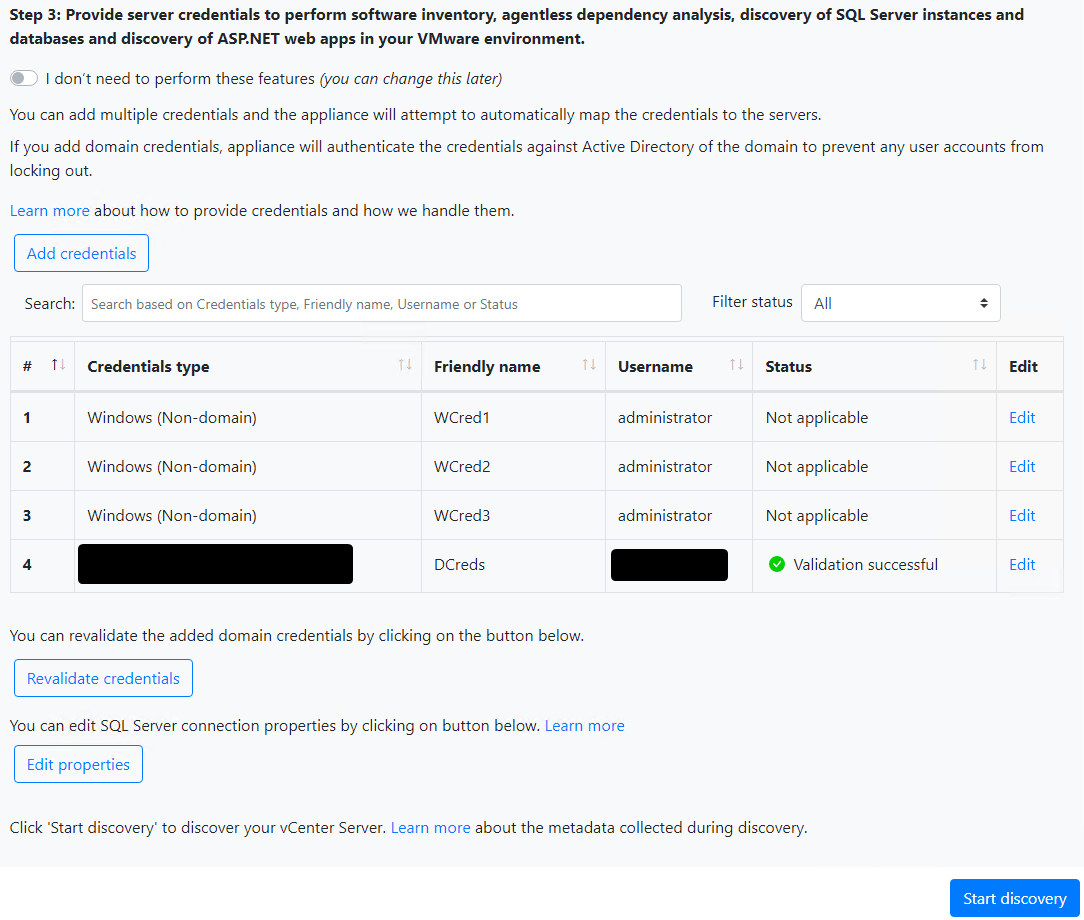 Step 3: Provide server credentials to perform software inventory, agentless dependency analysis, discovery of SQL Server instances and
databases and discovery of ASP.NET web apps in your VMware environment.
I don’t need to perform these features (you can change this later)
You can add multiple credentials and the appliance will attempt to automatically map the credentials to the servers.
If you add domain credentials, appliance will authenticate the credentials against Active Directory of the domain to prevent any user accounts from
locking out.
Learn more about how to provide credentials and how we handle them.
Add credentials
Search: Search based on Credentials type, Friendly name, Username or Status Filter status All
# Credentials type Friendly name Username Status Edit
1 Windows (Non-domain) WCred1 administrator Not applicable Edit
2 Windows (Non-domain) WCred2 administrator Not applicable Edit
3 Windows (Non-domain) WCred3 administrator Not applicable Edit
4 DCreds Validation successful Edit
You can revalidate the added domain credentials by clicking on the button below.
Revalidate credentials
You can edit SQL Server connection properties by clicking on button below. Learn more
Edit properties
Click 'Start discovery' to discover your vCenter Server. Learn more about the metadata collected during discovery.
Start discovery